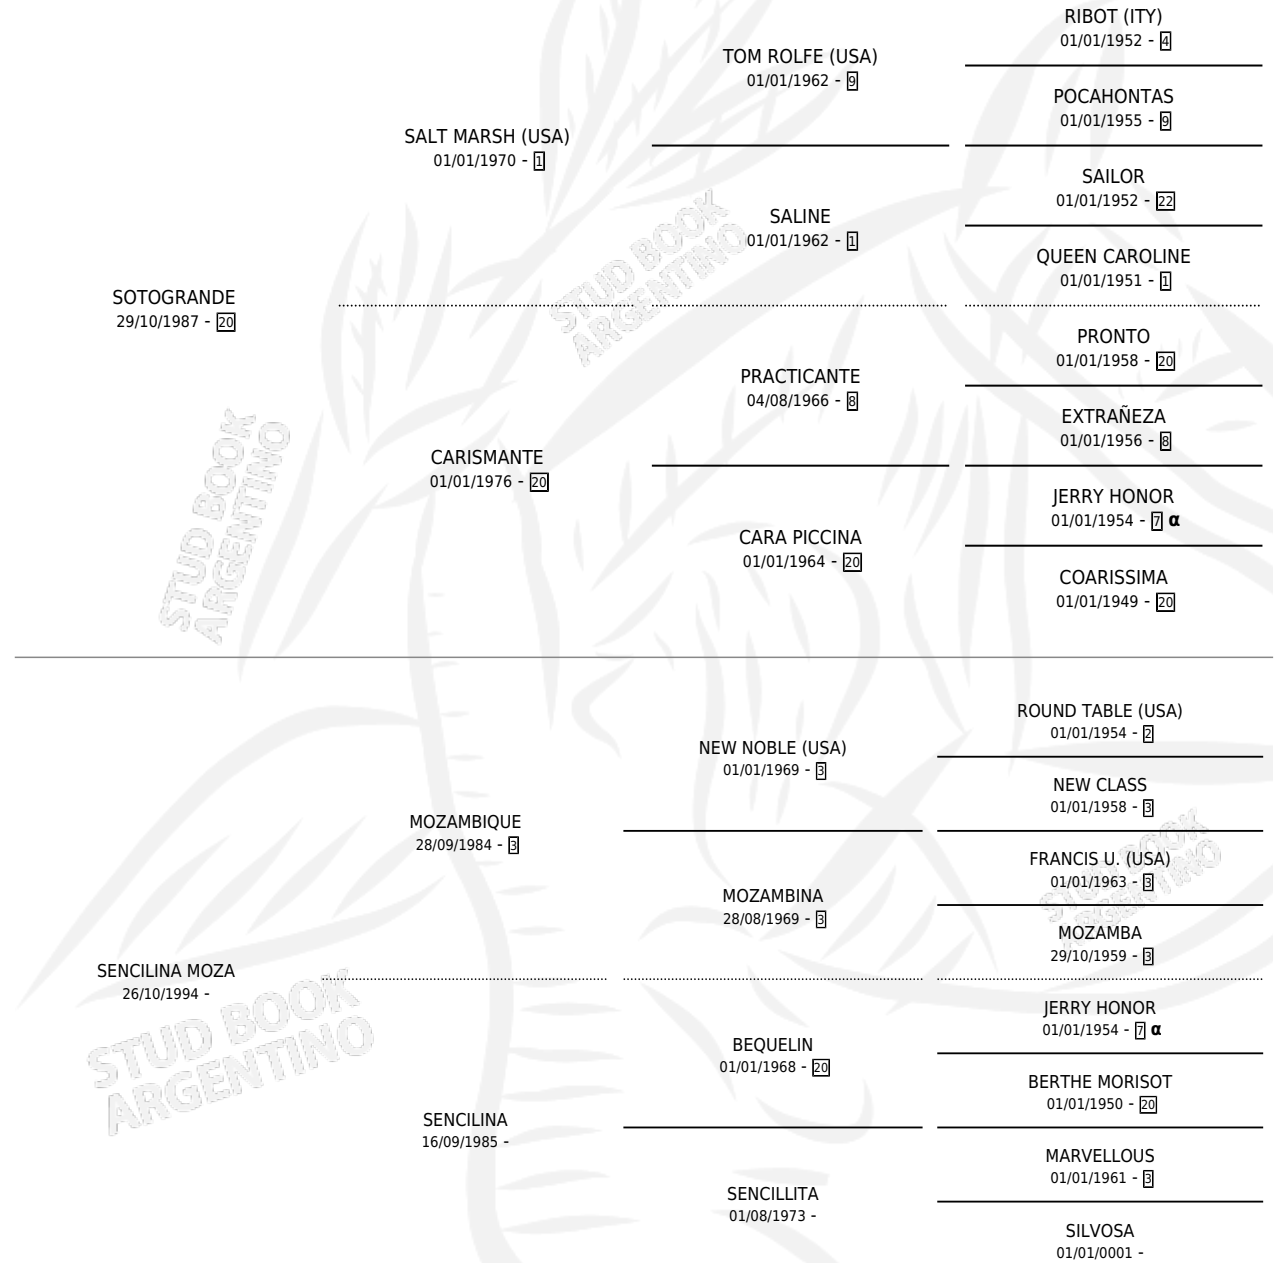 RIBOT (ITY)
01/01/1952 - 4
TOM ROLFE (USA)
01/01/1962 - 9
POCAHONTAS
01/01/1955 - 9
SALT MARSH (USA)
01/01/1970 - 1
SAILOR
01/01/1952 - 22
SALINE
01/01/1962 - 1
QUEEN CAROLINE
01/01/1951 - 1
SOTOGRANDE
29/10/1987 - 20
PRONTO
01/01/1958 - 20
PRACTICANTE
04/08/1966 - 8
EXTRAÑEZA
01/01/1956 - 8
CARISMANTE
01/01/1976 - 20
JERRY HONOR
01/01/1954 - 7 α
CARA PICCINA
01/01/1964 - 20
COARISSIMA
01/01/1949 - 20
STUD BOOK
ARGENTINO
STUD BOOK
ARGENTINO
ROUND TABLE (USA)
01/01/1954 - 2
NEW NOBLE (USA)
01/01/1969 - 3
NEW CLASS
01/01/1958 - 3
MOZAMBIQUE
28/09/1984 - 3
FRANCIS U. (USA)
01/01/1963 - 3
MOZAMBINA
28/08/1969 - 3
MOZAMBA
29/10/1959 - 3
SENCILINA MOZA
26/10/1994 -
JERRY HONOR
01/01/1954 - 7 α
BEQUELIN
01/01/1968 - 20
BERTHE MORISOT
01/01/1950 - 20
SENCILINA
16/09/1985 -
MARVELLOUS
01/01/1961 - 3
SENCILLITA
01/08/1973 -
SILVOSA
01/01/0001 -
STUD BOOK
ARGENTINO
STUD BOOK
ARGENTINO